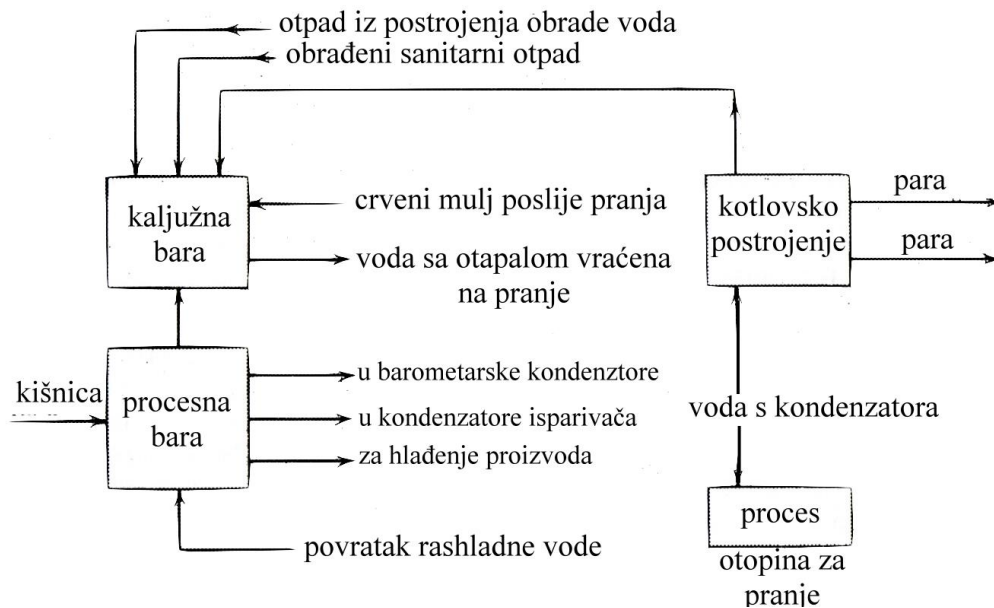 otpad iz postrojenja obrade voda
obrađeni sanitarni otpad
kaljužna
bara
crveni mulj poslije pranja
voda sa otapalom vraćena
na pranje
kotlovsko
postrojenje
para
para
kišnica
procesna
bara
u barometarske kondenztore
u kondenzatore isparivača
za hlađenje proizvoda
povratak rashladne vode
voda s kondenzatora
proces
otopina za
pranje